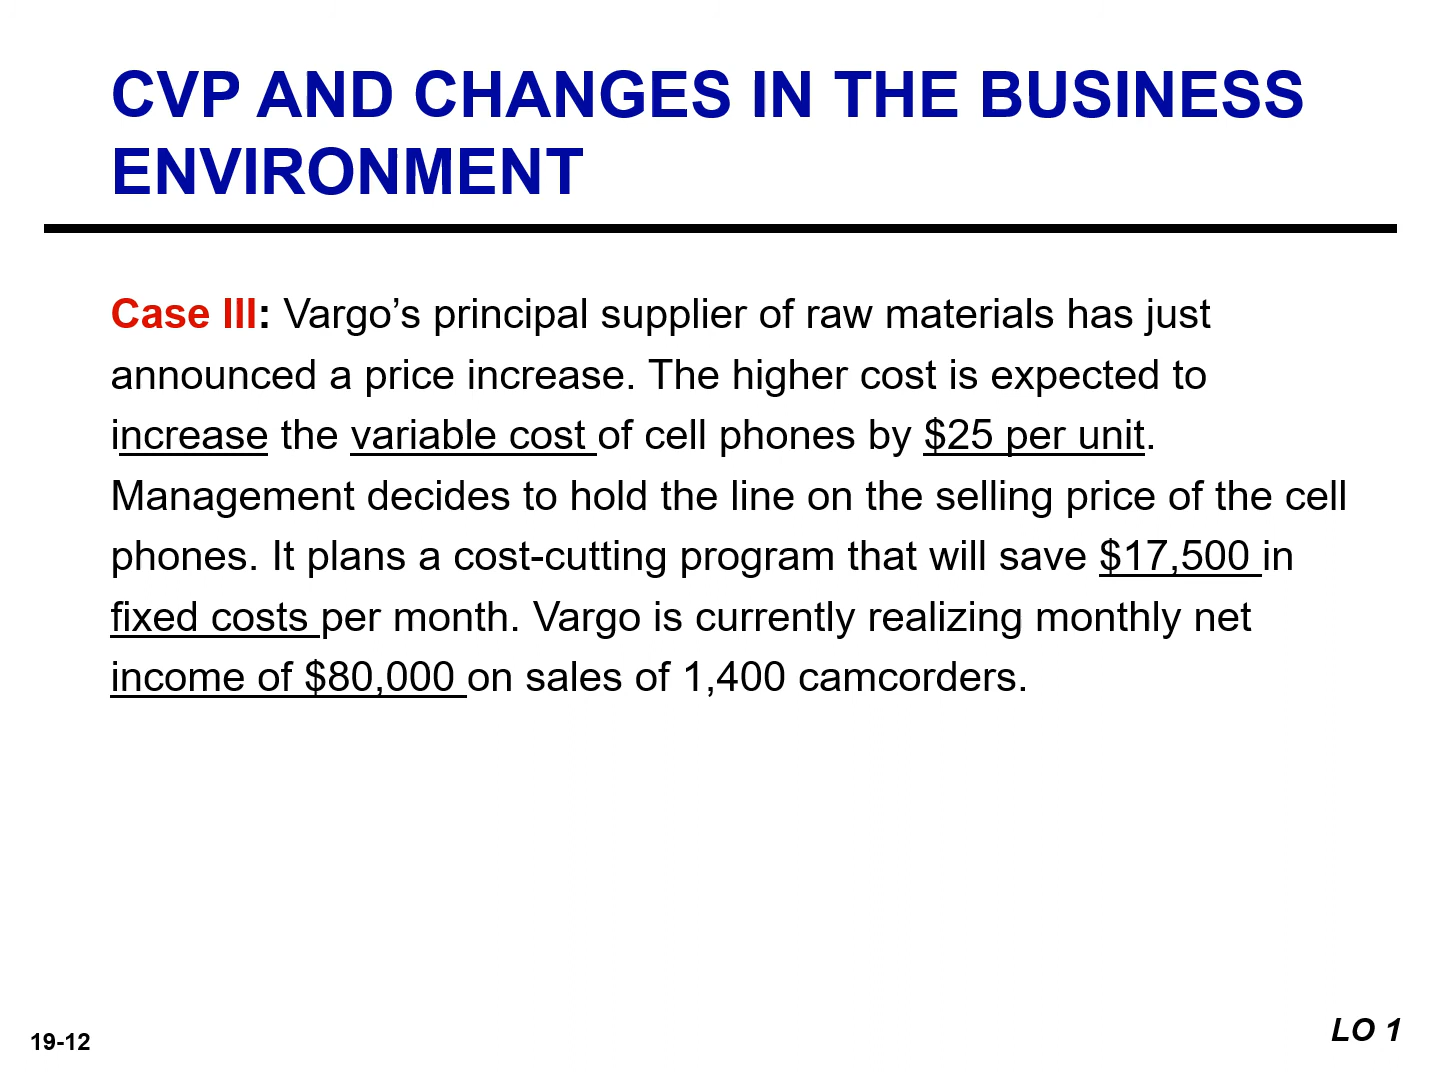 CVP AND CHANGES IN THE BUSINESS
ENVIRONMENT
Case III: Vargo’s principal supplier of raw materials has just
announced a price increase. The higher cost is expected to
increase the variable cost of cell phones by $25 per unit.
Management decides to hold the line on the selling price of the cell
phones. It plans a cost-cutting program that will save $17,500 in
fixed costs per month. Vargo is currently realizing monthly net
income of $80,000 on sales of 1,400 camcorders.
19-12
LO 1